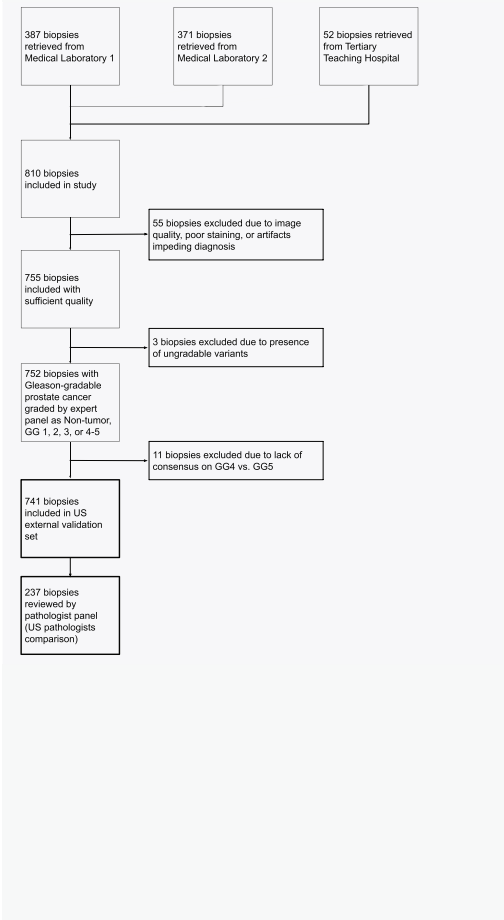 387 biopsies
retrieved from
Medical Laboratory 1
371 biopsies
retrieved from
Medical Laboratory 2
52 biopsies retrieved
from Tertiary
Teaching Hospital
810 biopsies
included in study
55 biopsies excluded due to image
quality, poor staining, or artifacts
impeding diagnosis
755 biopsies
included with
sufficient quality
3 biopsies excluded due to presence
of ungradable variants
752 biopsies with
Gleason-gradable
prostate cancer
graded by expert
panel as Non-tumor,
GG 1, 2, 3, or 4-5
11 biopsies excluded due to lack of
consensus on GG4 vs. GG5
741 biopsies
included in US
external validation
set
237 biopsies
reviewed by
pathologist panel
(US pathologists
comparison)